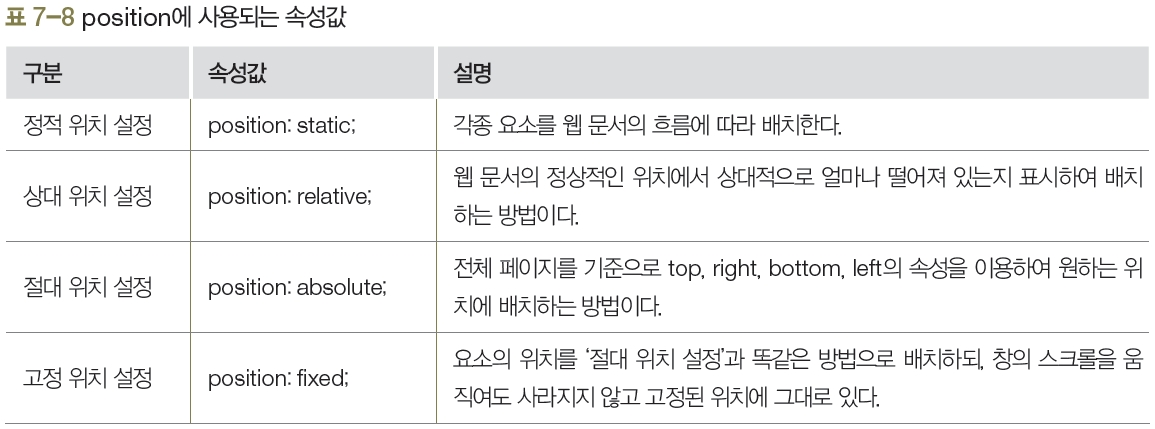 표 7-8 position에 사용되는 속성값
구분 속성값 설명
정적 위치 설정 position: static; 각종 요소를 웹 문서의 흐름에 따라 배치한다.
상대 위치 설정 position: relative; 웹 문서의 정상적인 위치에서 상대적으로 얼마나 떨어져 있는지 표시하여 배치
하는 방법이다.
절대 위치 설정 position: absolute; 전체 페이지를 기준으로 top, right, bottom, left의 속성을 이용하여 원하는 위
치에 배치하는 방법이다.
고정 위치 설정 position: fixed; 요소의 위치를 ‘절대 위치 설정’과 똑같은 방법으로 배치하되, 창의 스크롤을 움
직여도 사라지지 않고 고정된 위치에 그대로 있다.